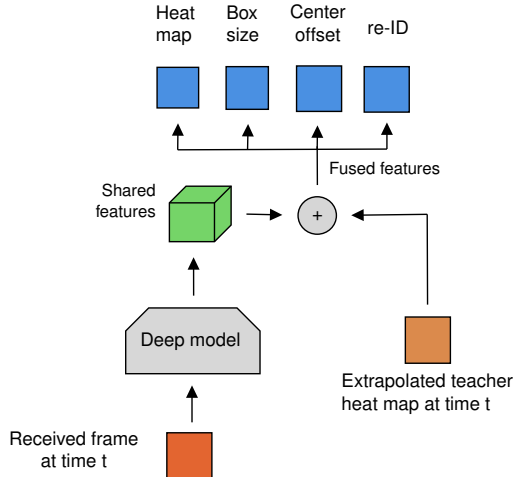 Heat
map
Box
size
Center
offset
re-ID
Fused features
Shared
features
+
Deep model
Extrapolated teacher
heat map at time t
Received frame
at time t